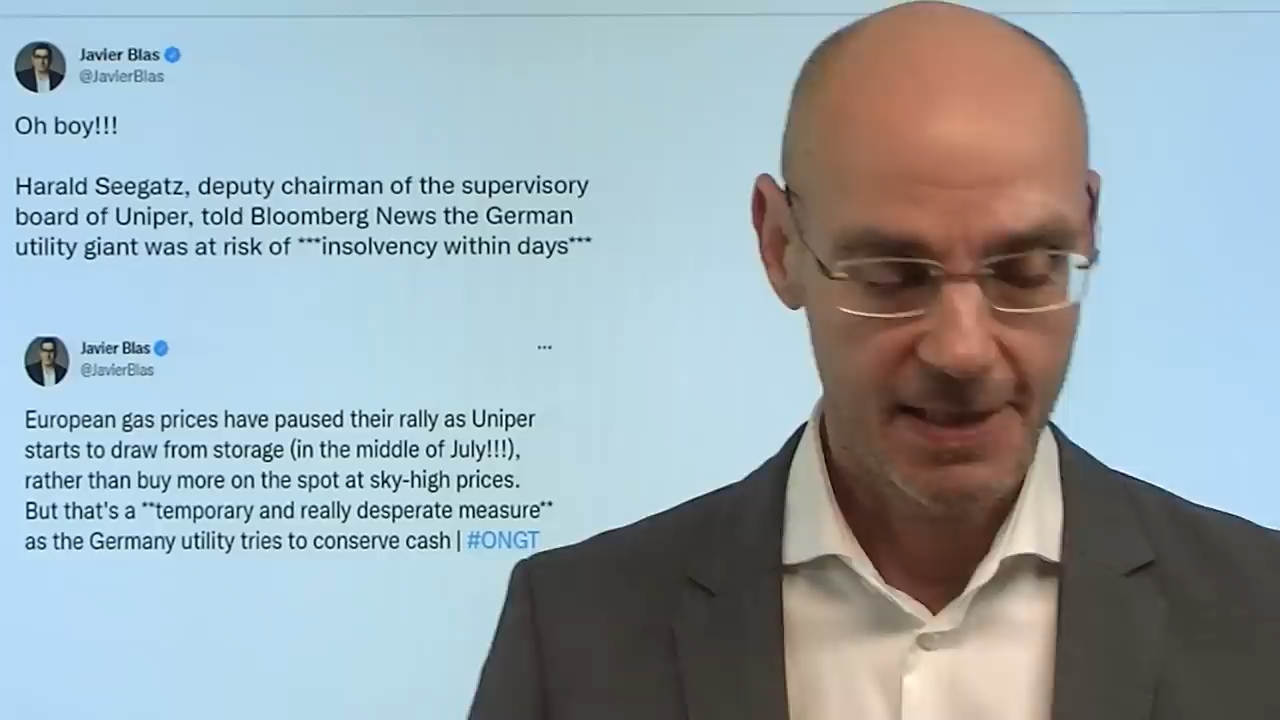 Javier Blas
@JavierBlas
Oh boy!!!
Harald Seegatz, deputy chairman of the supervisory
board of Uniper, told Bloomberg News the German
utility giant was at risk of ***insolvency within days***
Javier Blas
@JavierBlas
...
European gas prices have paused their rally as Uniper
starts to draw from storage (in the middle of July!!!),
rather than buy more on the spot at sky-high prices.
But that's a **temporary and really desperate measure**
as the Germany utility tries to conserve cash | #ONGT